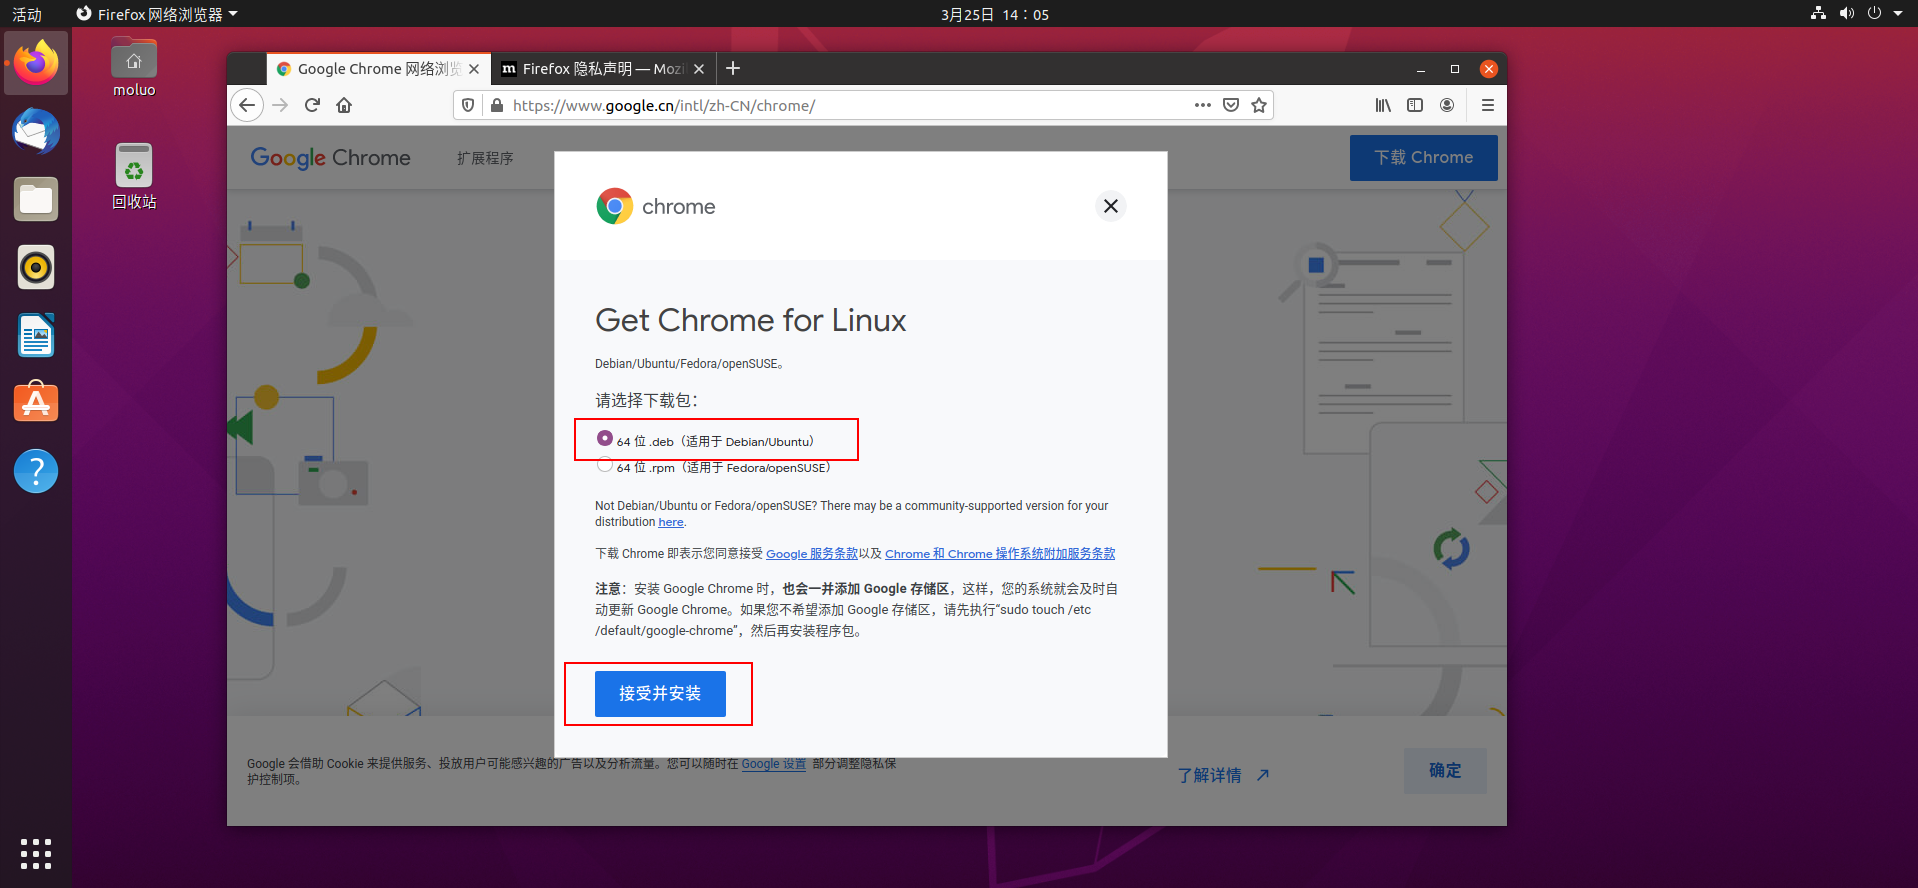 活动
Firefox 网络浏览器
3月25日 14：05
moluo
回收站
Google Chrome 网络浏览
Firefox 隐私声明 — Mozil
https://www.google.cn/intl/zh-CN/chrome/
Google Chrome
扩展程序
下载 Chrome
chrome
Get Chrome for Linux
Debian/Ubuntu/Fedora/openSUSE。
请选择下载包：
64 位 .deb（适用于 Debian/Ubuntu）
64 位 .rpm（适用于 Fedora/openSUSE）
Not Debian/Ubuntu or Fedora/openSUSE? There may be a community-supported version for your
distribution here.
下载 Chrome 即表示您同意接受 Google 服务条款以及 Chrome 和 Chrome 操作系统附加服务条款
注意：安装 Google Chrome 时，也会一并添加 Google 存储区，这样，您的系统就会及时自
动更新 Google Chrome。如果您不希望添加 Google 存储区，请先执行“sudo touch /etc
/default/google-chrome”，然后再安装程序包。
接受并安装
Google 会借助 Cookie 来提供服务、投放用户可能感兴趣的广告以及分析流量。您可以随时在 Google 设置 部分调整隐私保
护控制项。
了解详情
确定